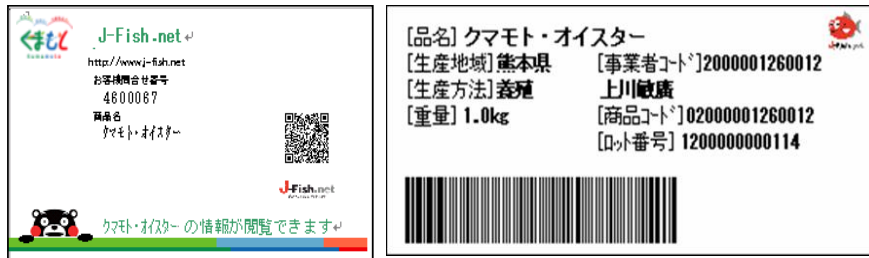 くまもと
KUMAMOTO
J-Fish.net↵
http://www.j-fish.net
お客様問合せ番号
4600067
商品名
クマモト・オイスター
J-Fish.net
クマモト・オイスター の情報が閲覧できます↵
[品名] クマモト・オイスター
[生産地域] 熊本県 [事業者コード]2000001260012
[生産方法] 養殖 上川敏廣
[重量] 1.0kg [商品コード]02000001260012
[ロット番号] 1200000000114